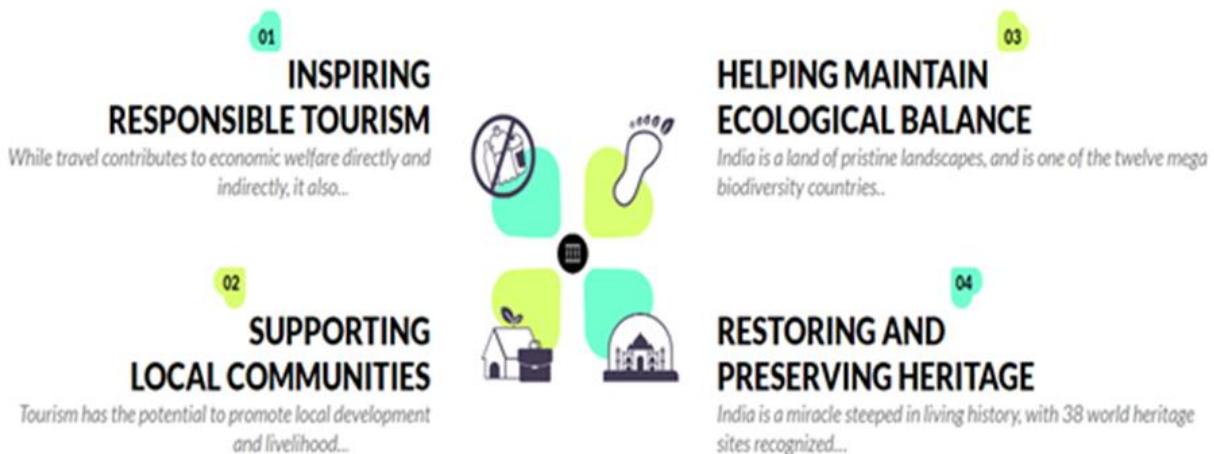 01
INSPIRING
RESPONSIBLE TOURISM
While travel contributes to economic welfare directly and
indirectly, it also...
02
SUPPORTING
LOCAL COMMUNITIES
Tourism has the potential to promote local development
and livelihood...
03
HELPING MAINTAIN
ECOLOGICAL BALANCE
India is a land of pristine landscapes, and is one of the twelve mega
biodiversity countries..
04
RESTORING AND
PRESERVING HERITAGE
India is a miracle steeped in living history, with 38 world heritage
sites recognized...